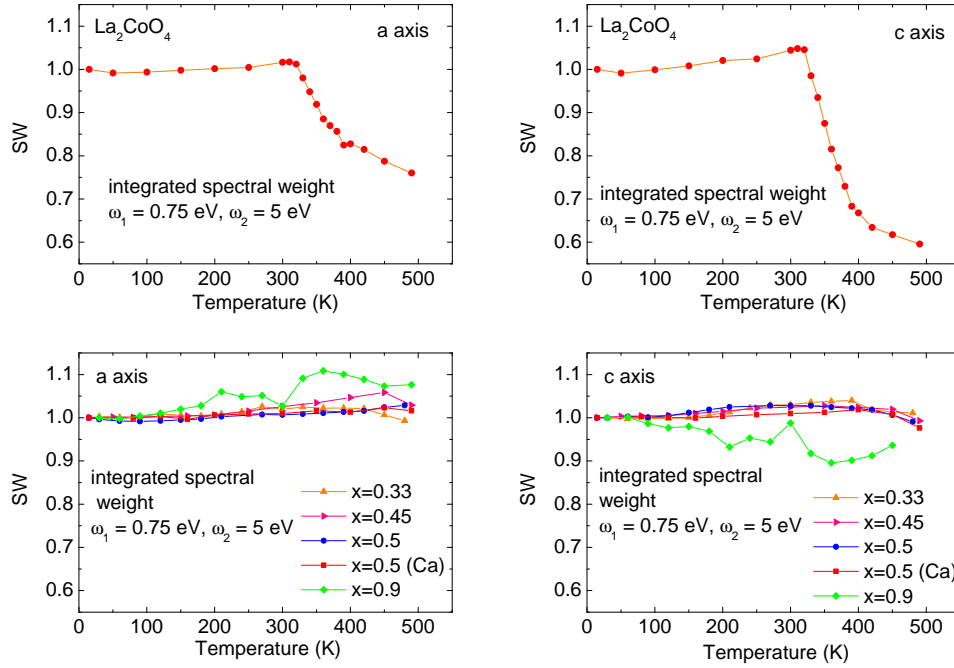 La₂CoO₄
a axis
1.1
1.0
0.9
0.8
0.7
0.6
SW
integrated spectral weight
ω₁ = 0.75 eV, ω₂ = 5 eV
0 100 200 300 400 500
Temperature (K)
La₂CoO₄
c axis
1.1
1.0
0.9
0.8
0.7
0.6
SW
integrated spectral weight
ω₁ = 0.75 eV, ω₂ = 5 eV
0 100 200 300 400 500
Temperature (K)
a axis
1.1
1.0
0.9
0.8
0.7
0.6
SW
integrated spectral
weight
ω₁ = 0.75 eV, ω₂ = 5 eV
x=0.33
x=0.45
x=0.5
x=0.5 (Ca)
x=0.9
0 100 200 300 400 500
Temperature (K)
c axis
1.1
1.0
0.9
0.8
0.7
0.6
SW
integrated spectral
weight
ω₁ = 0.75 eV, ω₂ = 5 eV
x=0.33
x=0.45
x=0.5
x=0.5 (Ca)
x=0.9
0 100 200 300 400 500
Temperature (K)